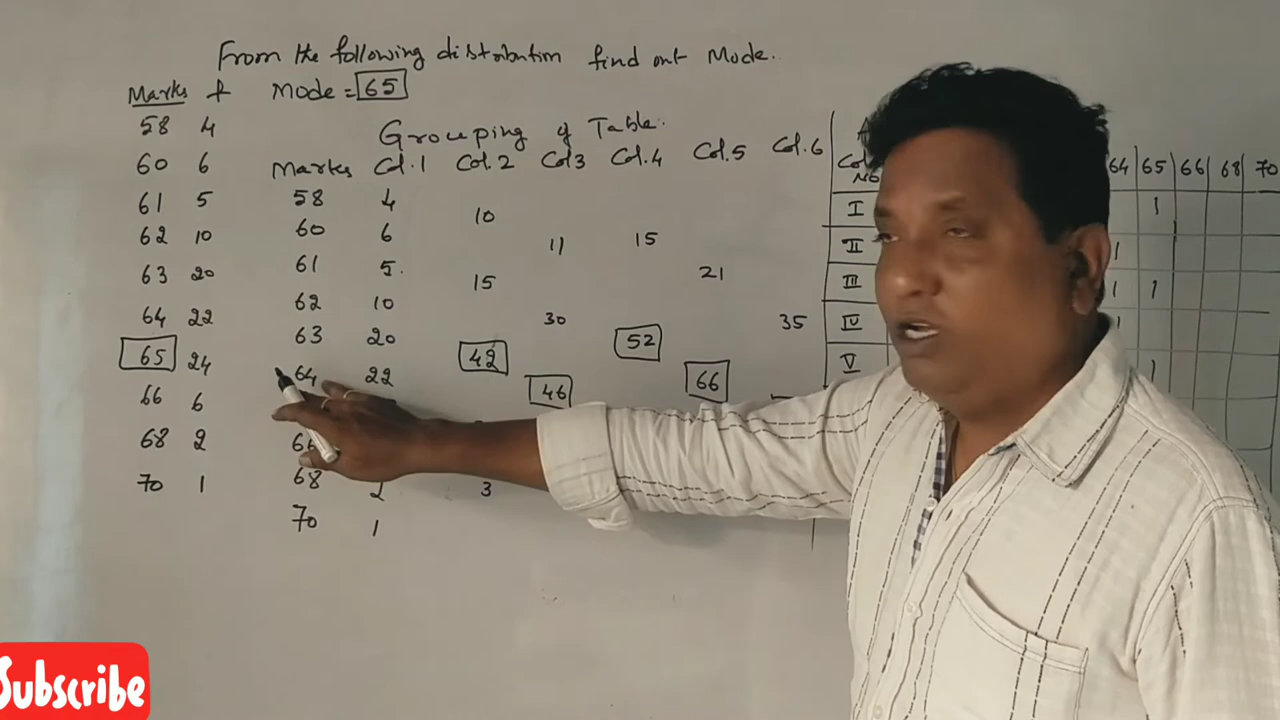 From the following distribution find out Mode.
Marks f Mode = 65
58 4
60 6
61 5
62 10
63 20
64 22
65 24
66 6
68 2
70 1
Grouping of Table.
Marks Col.1 Col.2 Col3 Col.4 Col.5 Col.6
58 4
10
60 6
11 15
61 5
15 21
62 10
30 35
63 20
42 52
64 22
46 66
68 2
3
70 1
Col
No 64 65 66 68 70
I 1
II 1
III 1 1
IV 1
V 1
Subscribe